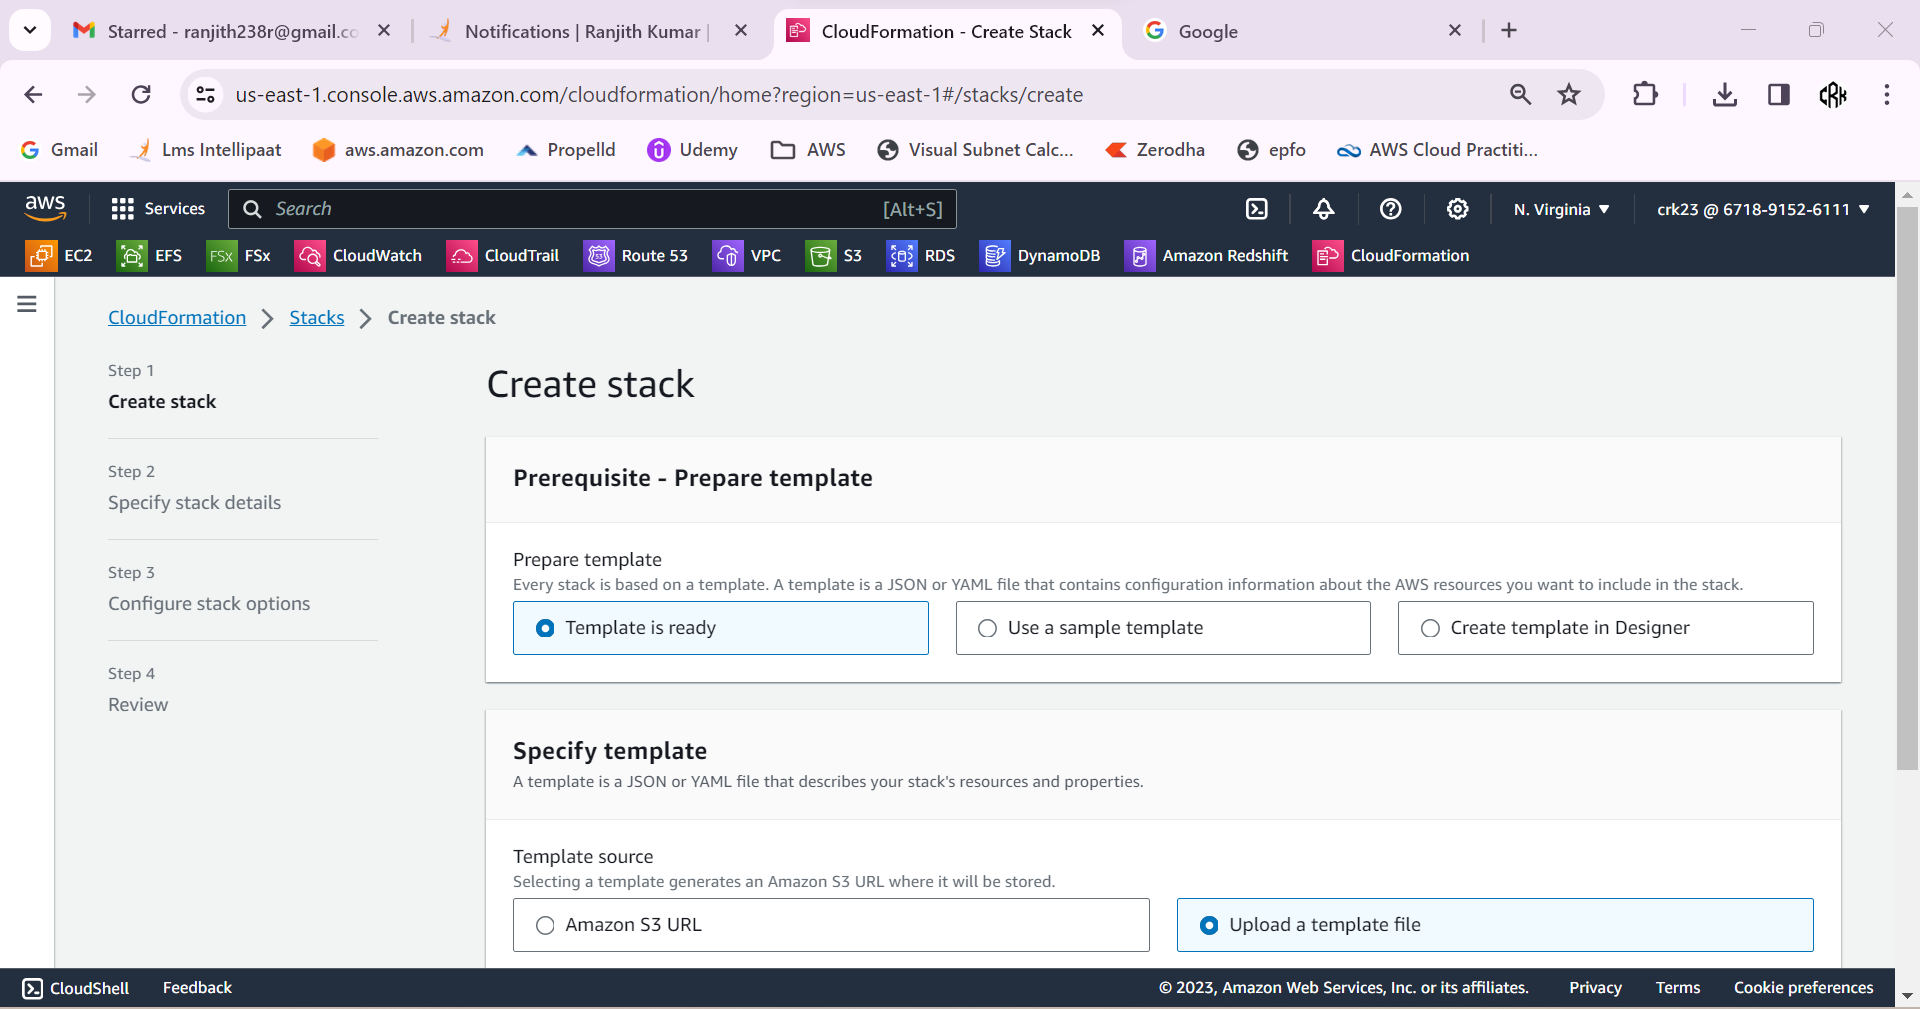 Starred - ranjith238r@gmail.co
Notifications | Ranjith Kumar |
CloudFormation - Create Stack
Google
us-east-1.console.aws.amazon.com/cloudformation/home?region=us-east-1#/stacks/create
Gmail
Lms Intellipaat
aws.amazon.com
Propelld
Udemy
AWS
Visual Subnet Calc...
Zerodha
epfo
AWS Cloud Practiti...
aws
Services
Search
[Alt+S]
N. Virginia
crk23 @ 6718-9152-6111
EC2
EFS
FSx
FSx
CloudWatch
CloudTrail
53
Route 53
VPC
S3
RDS
DynamoDB
Amazon Redshift
CloudFormation
CloudFormation
Stacks
Create stack
Step 1
Create stack
Step 2
Specify stack details
Step 3
Configure stack options
Step 4
Review
Create stack
Prerequisite - Prepare template
Prepare template
Every stack is based on a template. A template is a JSON or YAML file that contains configuration information about the AWS resources you want to include in the stack.
Template is ready
Use a sample template
Create template in Designer
Specify template
A template is a JSON or YAML file that describes your stack's resources and properties.
Template source
Selecting a template generates an Amazon S3 URL where it will be stored.
Amazon S3 URL
Upload a template file
CloudShell
Feedback
© 2023, Amazon Web Services, Inc. or its affiliates.
Privacy
Terms
Cookie preferences